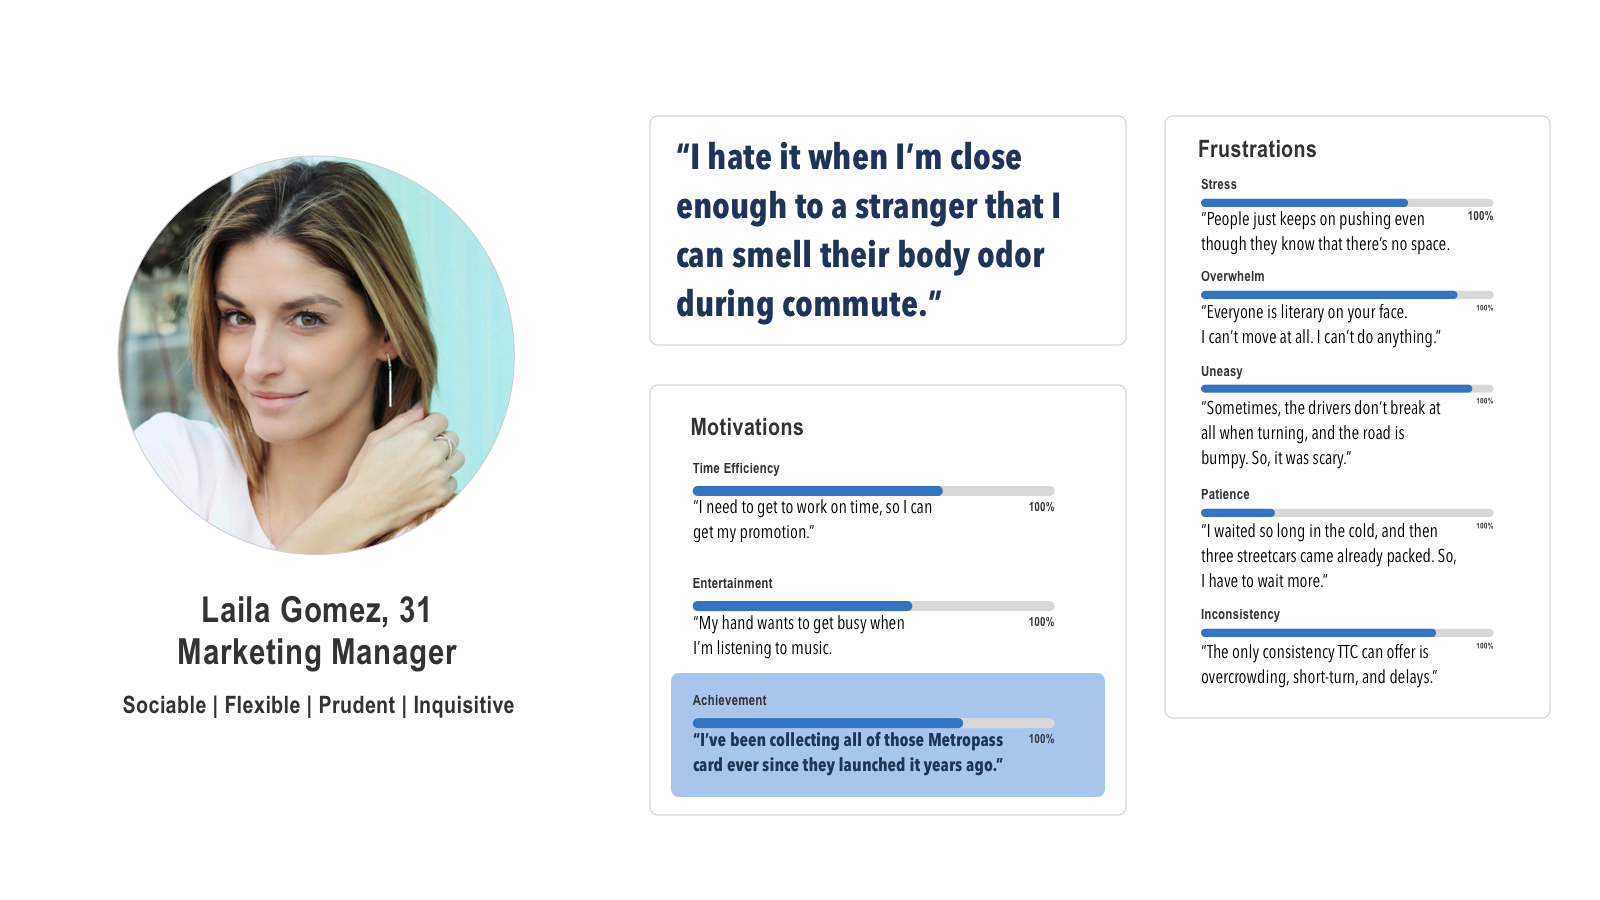 Laila Gomez, 31
Marketing Manager
Sociable | Flexible | Prudent | Inquisitive
“I hate it when I’m close
enough to a stranger that I
can smell their body odor
during commute.”
Motivations
Time Efficiency
100%
“I need to get to work on time, so I can
get my promotion.”
Entertainment
100%
“My hand wants to get busy when
I’m listening to music.
Achievement
100%
“I’ve been collecting all of those Metropass
card ever since they launched it years ago.”
Frustrations
Stress
100%
“People just keeps on pushing even
though they know that there’s no space.
Overwhelm
100%
“Everyone is literary on your face.
I can’t move at all. I can’t do anything.”
Uneasy
100%
“Sometimes, the drivers don’t break at
all when turning, and the road is
bumpy. So, it was scary.”
Patience
100%
“I waited so long in the cold, and then
three streetcars came already packed. So,
I have to wait more.”
Inconsistency
100%
“The only consistency TTC can offer is
overcrowding, short-turn, and delays.”